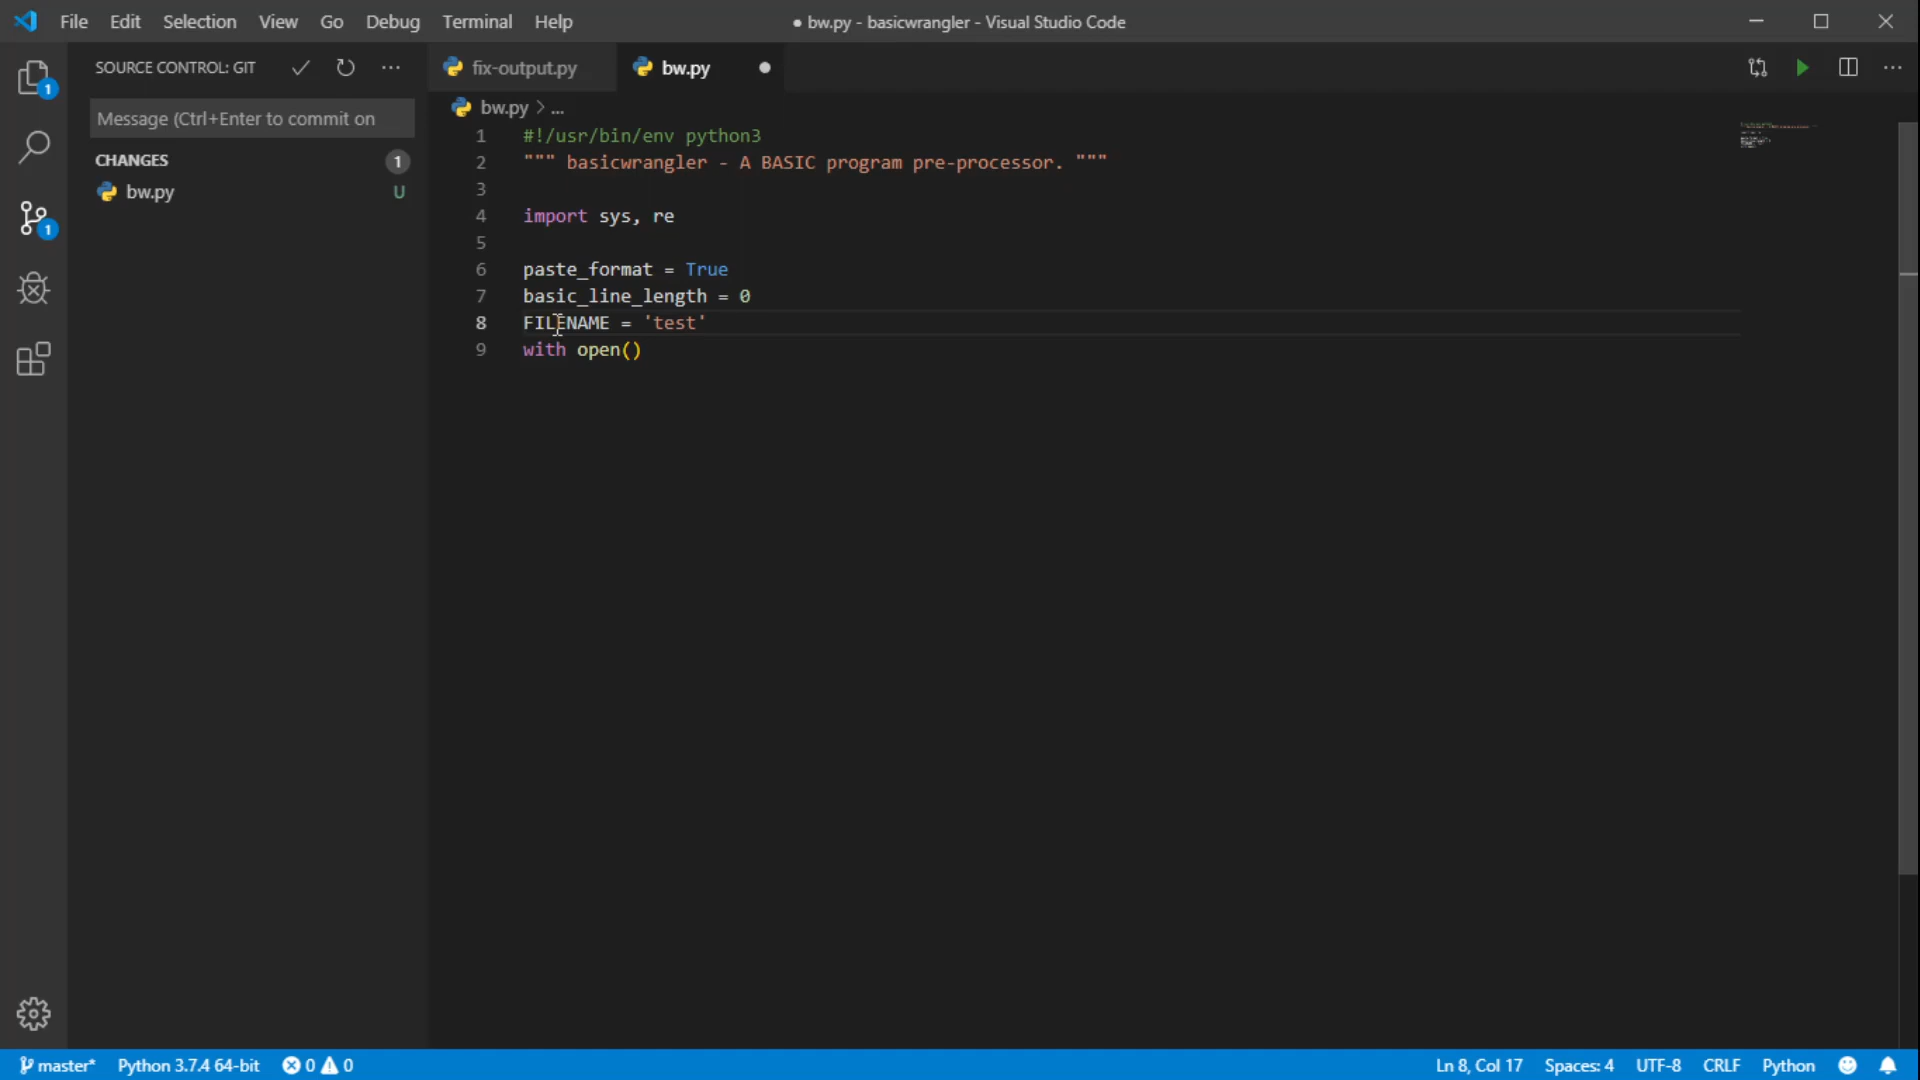 File Edit Selection View Go Debug Terminal Help
● bw.py - basicwrangler - Visual Studio Code
SOURCE CONTROL: GIT
fix-output.py
bw.py
1
Message (Ctrl+Enter to commit on
bw.py > ...
CHANGES 1
bw.py U
1
1 #!/usr/bin/env python3
2 """ basicwrangler - A BASIC program pre-processor. """
3
4 import sys, re
5
6 paste_format = True
7 basic_line_length = 0
8 FILENAME = 'test'
9 with open()
master* Python 3.7.4 64-bit 0 0
Ln 8, Col 17 Spaces: 4 UTF-8 CRLF Python